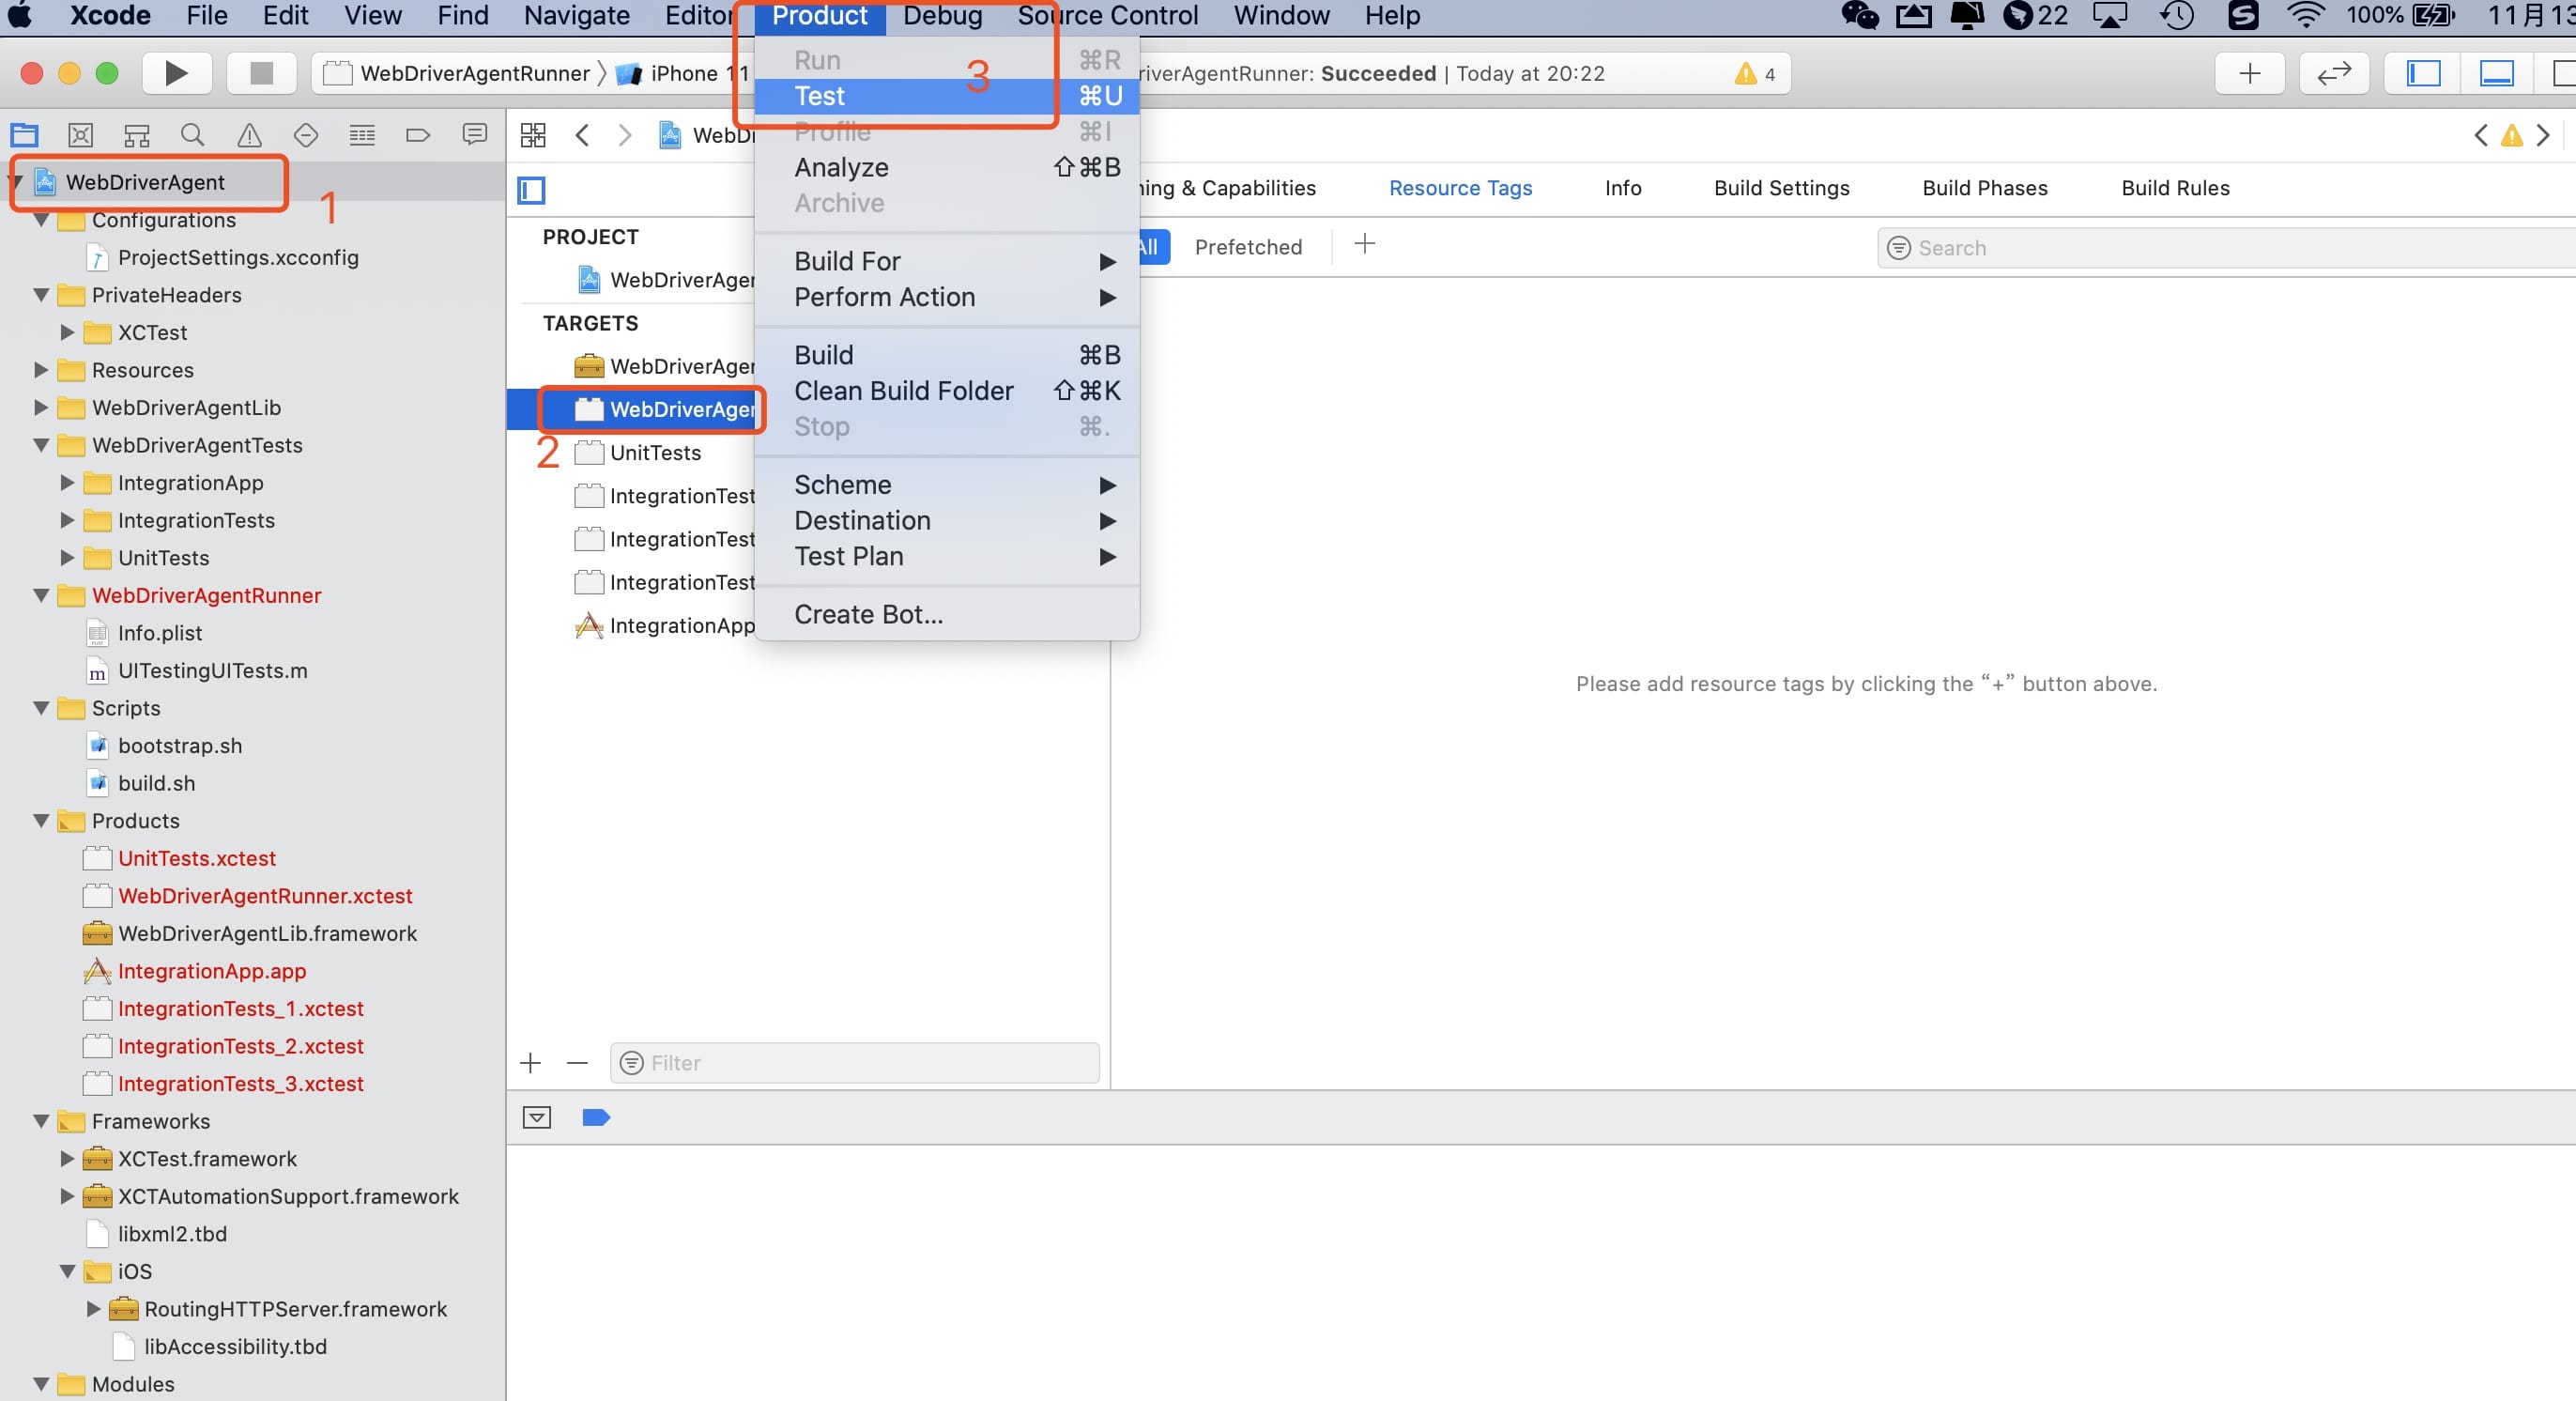 Xcode File Edit View Find Navigate Editor Product Debug Source Control Window Help 22 100% 11月13
WebDriverAgentRunner 〉 iPhone 11 riverAgentRunner: Succeeded | Today at 20:22 4
Run ⌘R
3
Test ⌘U
Profile ⌘I
Analyze ⇧⌘B
Archive
Build For
Perform Action
Build ⌘B
Clean Build Folder ⇧⌘K
Stop ⌘.
Scheme
Destination
Test Plan
Create Bot...
WebDriverAgent
1
Configurations
ProjectSettings.xcconfig
PrivateHeaders
XCTest
Resources
WebDriverAgentLib
WebDriverAgentTests
IntegrationApp
IntegrationTests
UnitTests
WebDriverAgentRunner
Info.plist
UITestingUITests.m
Scripts
bootstrap.sh
build.sh
Products
UnitTests.xctest
WebDriverAgentRunner.xctest
WebDriverAgentLib.framework
IntegrationApp.app
IntegrationTests_1.xctest
IntegrationTests_2.xctest
IntegrationTests_3.xctest
Frameworks
XCTest.framework
XCTAutomationSupport.framework
libxml2.tbd
iOS
RoutingHTTPServer.framework
libAccessibility.tbd
Modules
WebD
ning & Capabilities Resource Tags Info Build Settings Build Phases Build Rules
PROJECT
WebDriverAgen
TARGETS
WebDriverAgen
WebDriverAgen
2
UnitTests
IntegrationTest
IntegrationTest
IntegrationTest
IntegrationApp
Filter
All Prefetched Search
Please add resource tags by clicking the “+” button above.